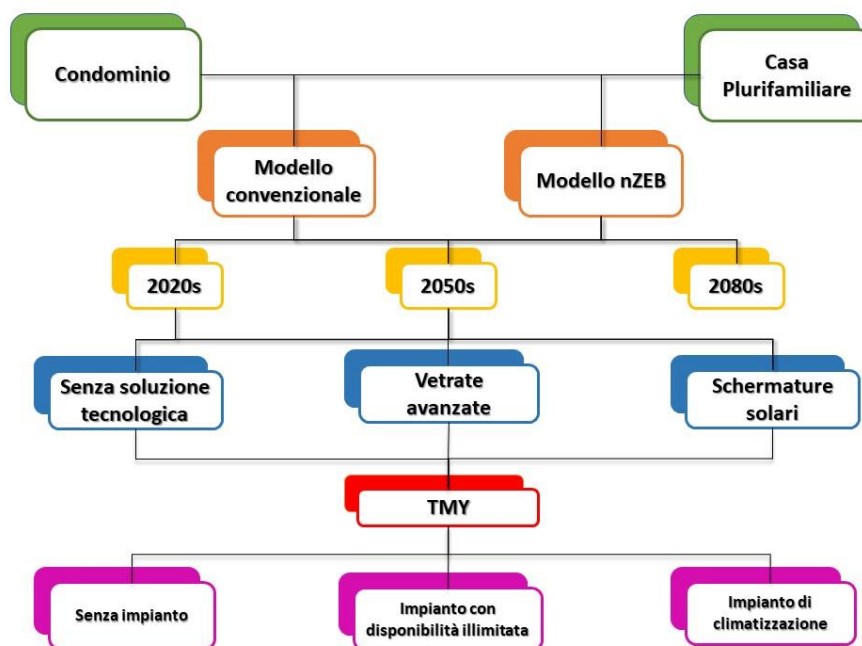 Condominio
Casa
Plurifamiliare
Modello
convenzionale
Modello nZEB
2020s
2050s
2080s
Senza soluzione
tecnologica
Vetrate
avanzate
Schermature
solari
TMY
Senza impianto
Impianto con
disponibilità illimitata
Impianto di
climatizzazione